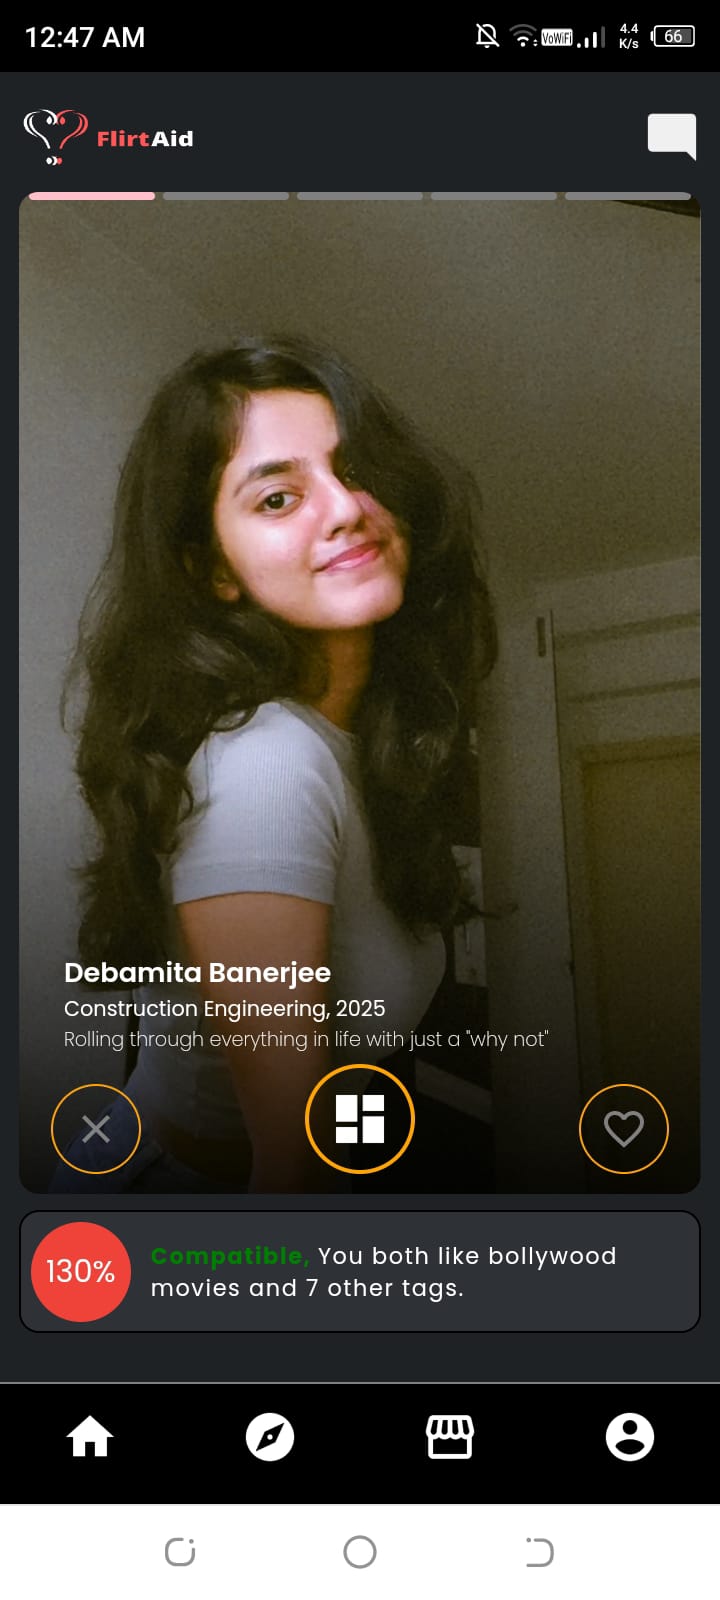 12:47 AM
VoWiFi
4.4
K/s
66
FlirtAid
Debamita Banerjee
Construction Engineering, 2025
Rolling through everything in life with just a "why not"
130%
Compatible, You both like bollywood
movies and 7 other tags.